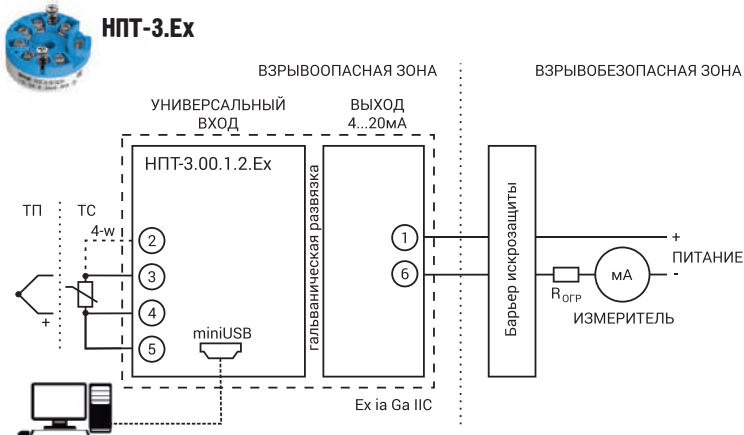 НПТ-3.Ex
ВЗРЫВООПАСНАЯ ЗОНА
ВЗРЫВОБЕЗОПАСНАЯ ЗОНА
УНИВЕРСАЛЬНЫЙ
ВХОД
ВЫХОД
4...20мА
НПТ-3.00.1.2.Ex
гальваническая развязка
Барьер искрозащиты
ТП
ТС
4-w
2
3
4
5
+
1
6
+
ПИТАНИЕ
-
mA
RОГР
ИЗМЕРИТЕЛЬ
miniUSB
Ex ia Ga IIC